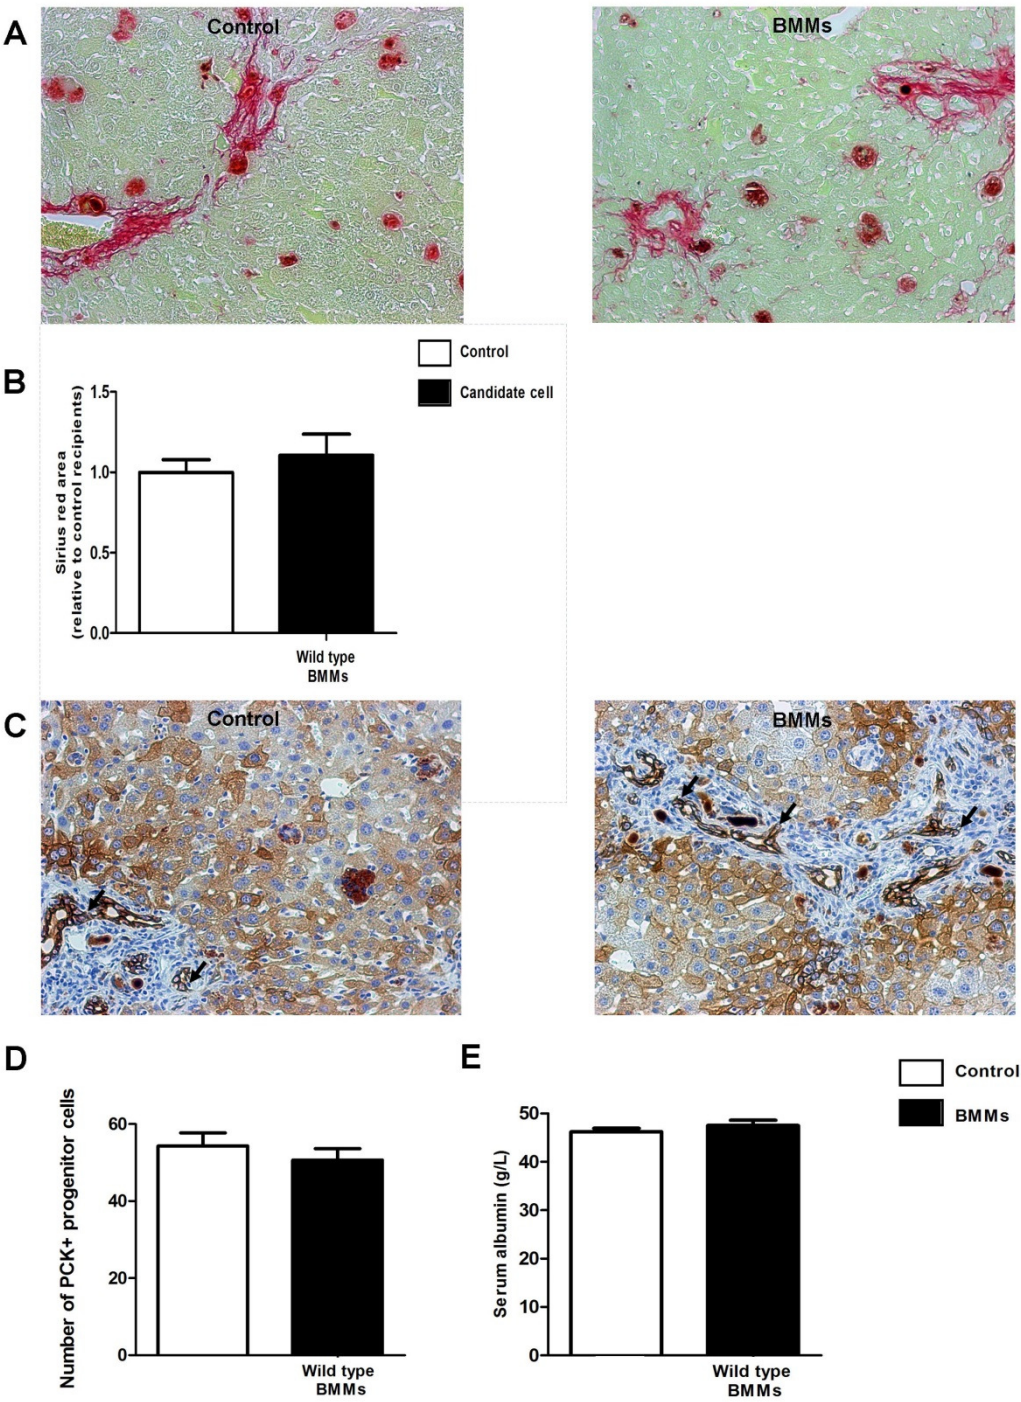 A
Control
BMMs
B
Control
Candidate cell
Sirius red area
(relative to control recipients)
1.5
1.0
0.5
0.0
Wild type
BMMs
C
Control
BMMs
D
Number of PCK+ progenitor cells
60
40
20
0
Wild type
BMMs
E
Control
BMMs
Serum albumin (g/L)
50
40
30
20
10
0
Wild type
BMMs